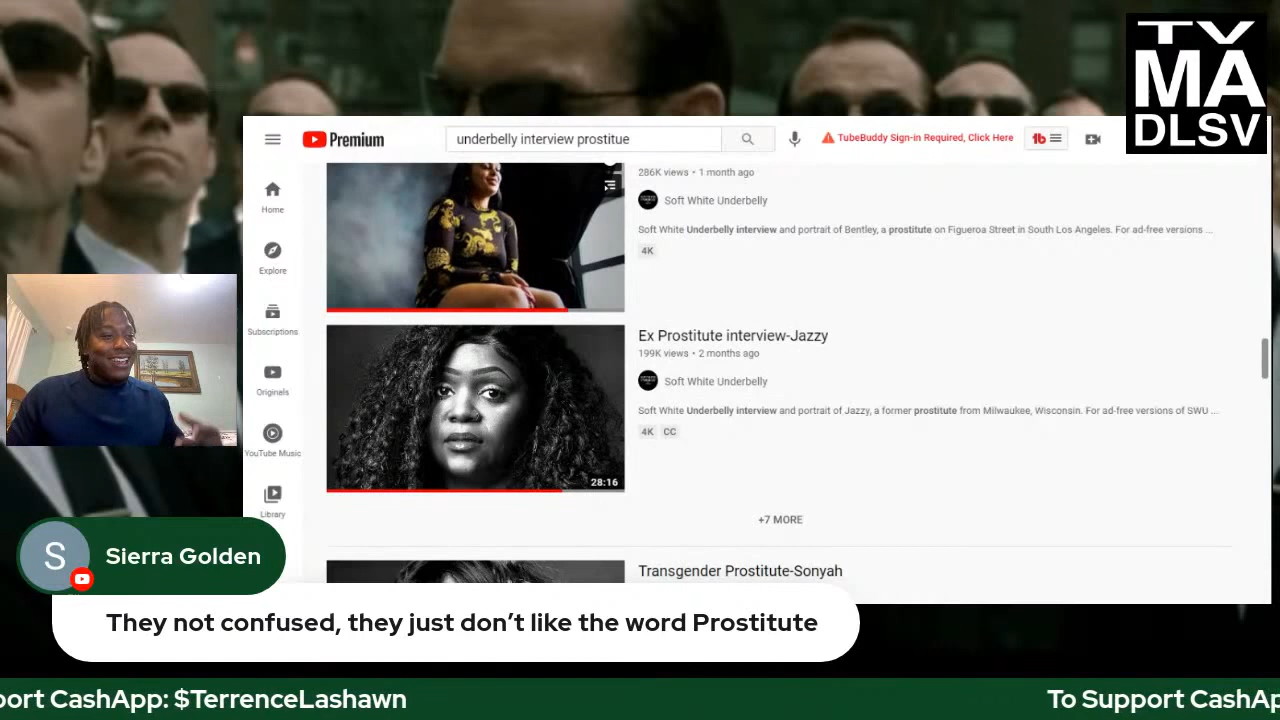 TV
MA
DLSV
Premium
underbelly interview prostitue
TubeBuddy Sign-in Required, Click Here
tb
Home
Explore
Subscriptions
Originals
YouTube Music
Library
286K views • 1 month ago
Soft White Underbelly
Soft White Underbelly interview and portrait of Bentley, a prostitute on Figueroa Street in South Los Angeles. For ad-free versions ...
4K
Ex Prostitute interview-Jazzy
199K views • 2 months ago
Soft White Underbelly
Soft White Underbelly interview and portrait of Jazzy, a former prostitute from Milwaukee, Wisconsin. For ad-free versions of SWU ...
4K CC
28:16
+7 MORE
Transgender Prostitute-Sonyah
S
Sierra Golden
They not confused, they just don’t like the word Prostitute
port CashApp: $TerrenceLashawn
To Support CashAp